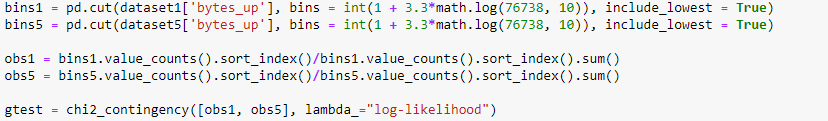 bins1 = pd.cut(dataset1['bytes_up'], bins = int(1 + 3.3*math.log(76738, 10)), include_lowest = True)
bins5 = pd.cut(dataset5['bytes_up'], bins = int(1 + 3.3*math.log(76738, 10)), include_lowest = True)
obs1 = bins1.value_counts().sort_index()/bins1.value_counts().sort_index().sum()
obs5 = bins5.value_counts().sort_index()/bins5.value_counts().sort_index().sum()
gtest = chi2_contingency([obs1, obs5], lambda_="log-likelihood")